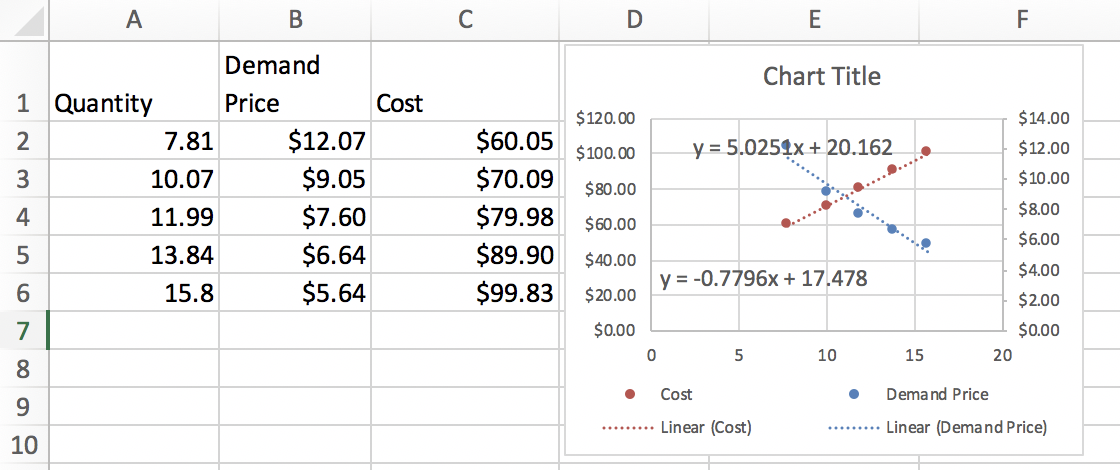 A B C D E F
Demand
1 Quantity Price Cost
2 7.81 $12.07 $60.05
3 10.07 $9.05 $70.09
4 11.99 $7.60 $79.98
5 13.84 $6.64 $89.90
6 15.8 $5.64 $99.83
7
8
9
10
Chart Title
$120.00 $14.00
y = 5.0251x + 20.162 $12.00
$100.00
$10.00
$80.00
$8.00
$60.00
$6.00
$40.00
$4.00
y = -0.7796x + 17.478
$20.00 $2.00
$0.00 $0.00
0 5 10 15 20
Cost Demand Price
Linear (Cost) Linear (Demand Price)